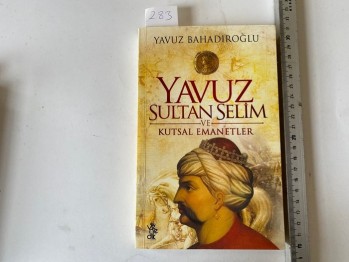 283
YAVUZ BAHADIROĞLU
YAVUZ
SULTAN SELİM
VE
KUTSAL EMANETLER